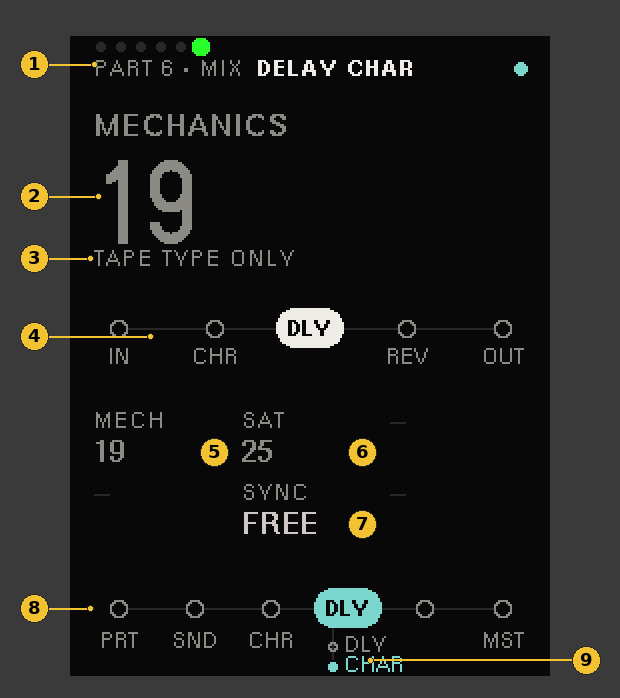 1 PART 6 · MIX DELAY CHAR
MECHANICS
2 19
3 TAPE TYPE ONLY
DLY
4
IN CHR REV OUT
MECH SAT —
19 5 25 6
— SYNC —
FREE 7
8 DLY
PRT SND CHR MST
DLY
CHAR 9